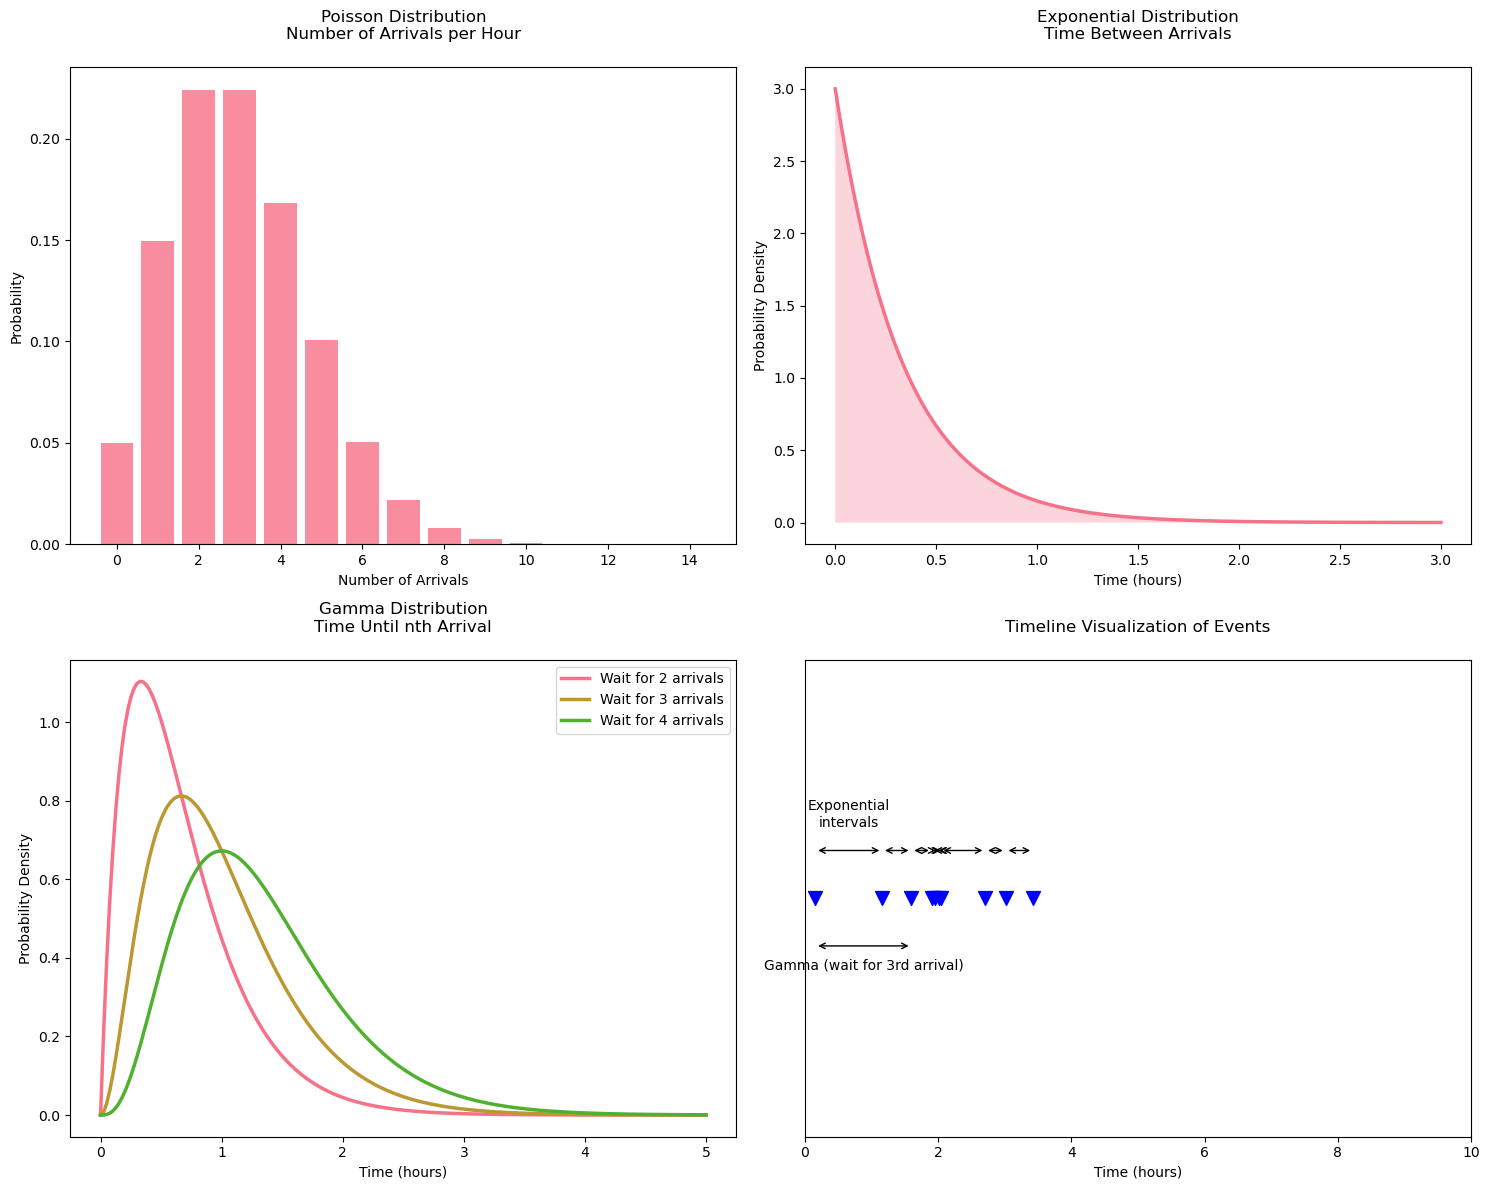 Poisson Distribution
Number of Arrivals per Hour
0.20
0.15
0.10
0.05
0.00
Probability
0 2 4 6 8 10 12 14
Number of Arrivals
Exponential Distribution
Time Between Arrivals
3.0
2.5
2.0
1.5
1.0
0.5
0.0
Probability Density
0.0 0.5 1.0 1.5 2.0 2.5 3.0
Time (hours)
Gamma Distribution
Time Until nth Arrival
Wait for 2 arrivals
Wait for 3 arrivals
Wait for 4 arrivals
1.0
0.8
0.6
0.4
0.2
0.0
Probability Density
0 1 2 3 4 5
Time (hours)
Timeline Visualization of Events
Exponential
intervals
Gamma (wait for 3rd arrival)
0 2 4 6 8 10
Time (hours)